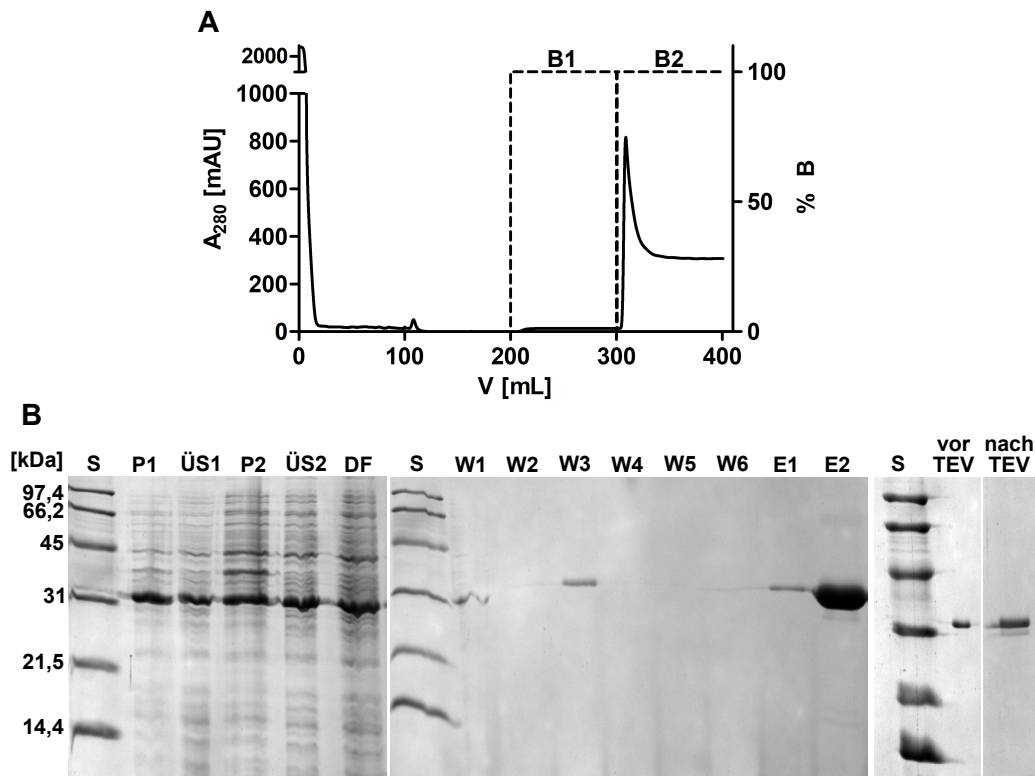 A
B1 B2
2000
1000
800
600
400
200
0
A280 [mAU]
100
50
0
% B
0 100 200 300 400
V [mL]
B
[kDa] S P1 ÜS1 P2 ÜS2 DF S W1 W2 W3 W4 W5 W6 E1 E2 S vor TEV nach TEV
97,4
66,2
45
31
21,5
14,4